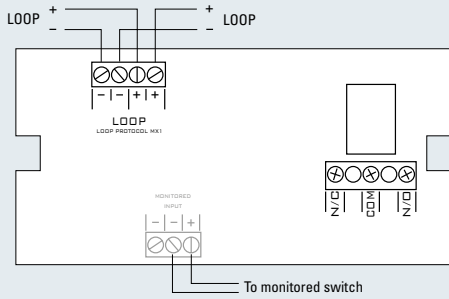 LOOP + + LOOP
− −
− − + +
LOOP
LOOP PROTOCOL MX1
MONITORED
INPUT
− − +
N/C COM N/O
To monitored switch